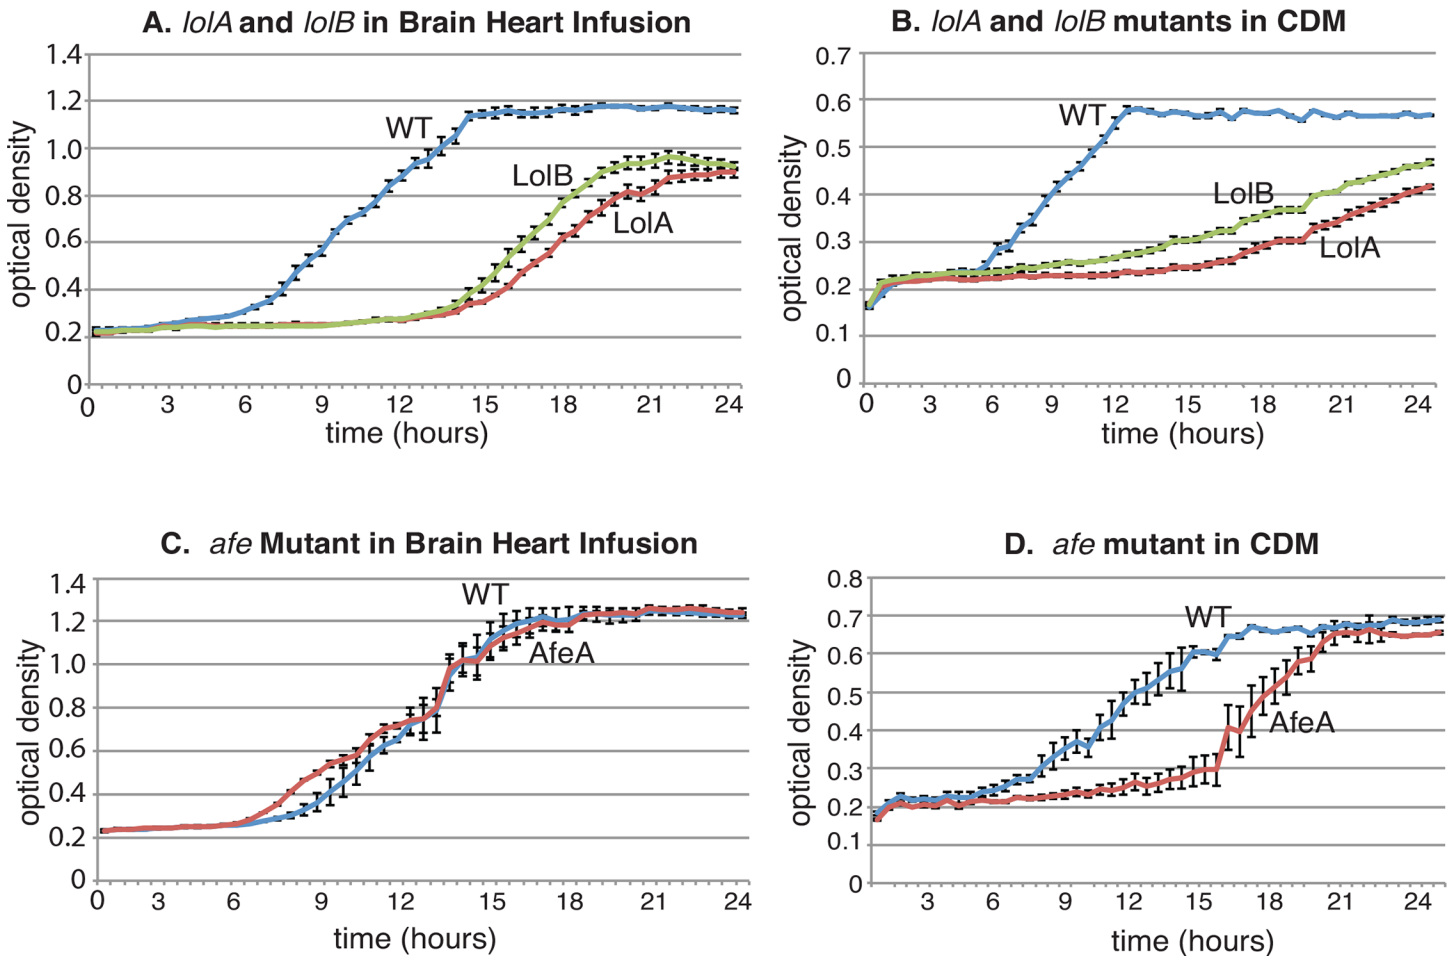 A. lolA and lolB in Brain Heart Infusion
1.4
1.2
1.0
0.8
0.6
0.4
0.2
0
optical density
WT
LolB
LolA
0 3 6 9 12 15 18 21 24
time (hours)
B. lolA and lolB mutants in CDM
0.7
0.6
0.5
0.4
0.3
0.2
0.1
0
optical density
WT
LolB
LolA
0 3 6 9 12 15 18 21 24
time (hours)
C. afe Mutant in Brain Heart Infusion
1.4
1.2
1.0
0.8
0.6
0.4
0.2
0
optical density
WT
AfeA
0 3 6 9 12 15 18 21 24
time (hours)
D. afe mutant in CDM
0.8
0.7
0.6
0.5
0.4
0.3
0.2
0.1
0
optical density
WT
AfeA
3 6 9 12 15 18 21 24
time (hours)